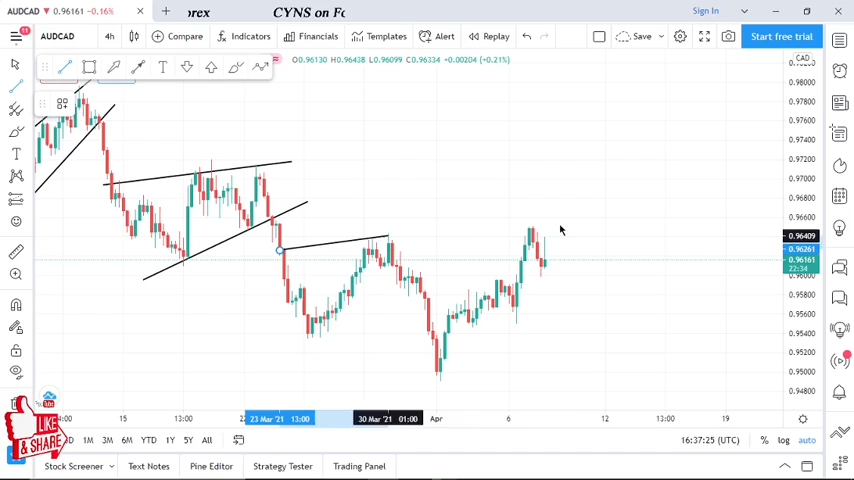 AUDCAD 0.96161 -0.16%
orex CYNS on Fo
Sign In
11
AUDCAD 4h Compare Indicators Financials Templates Alert Replay Save Start free trial
O0.96130 H0.96438 L0.96099 C0.96334 +0.00204 (+0.21%)
CAD
0.98000
0.97800
0.97600
0.97400
0.97200
0.97000
0.96800
0.96600
0.96409
0.96261
0.96161
22:34
0.96000
0.95800
0.95600
0.95400
0.95200
0.95000
0.94800
15 13:00 23 Mar '21 13:00 30 Mar '21 01:00 Apr 6 12 13:00 19
LIKE
& SHARE
1M 3M 6M YTD 1Y 5Y All
16:37:25 (UTC) % log auto
Stock Screener Text Notes Pine Editor Strategy Tester Trading Panel